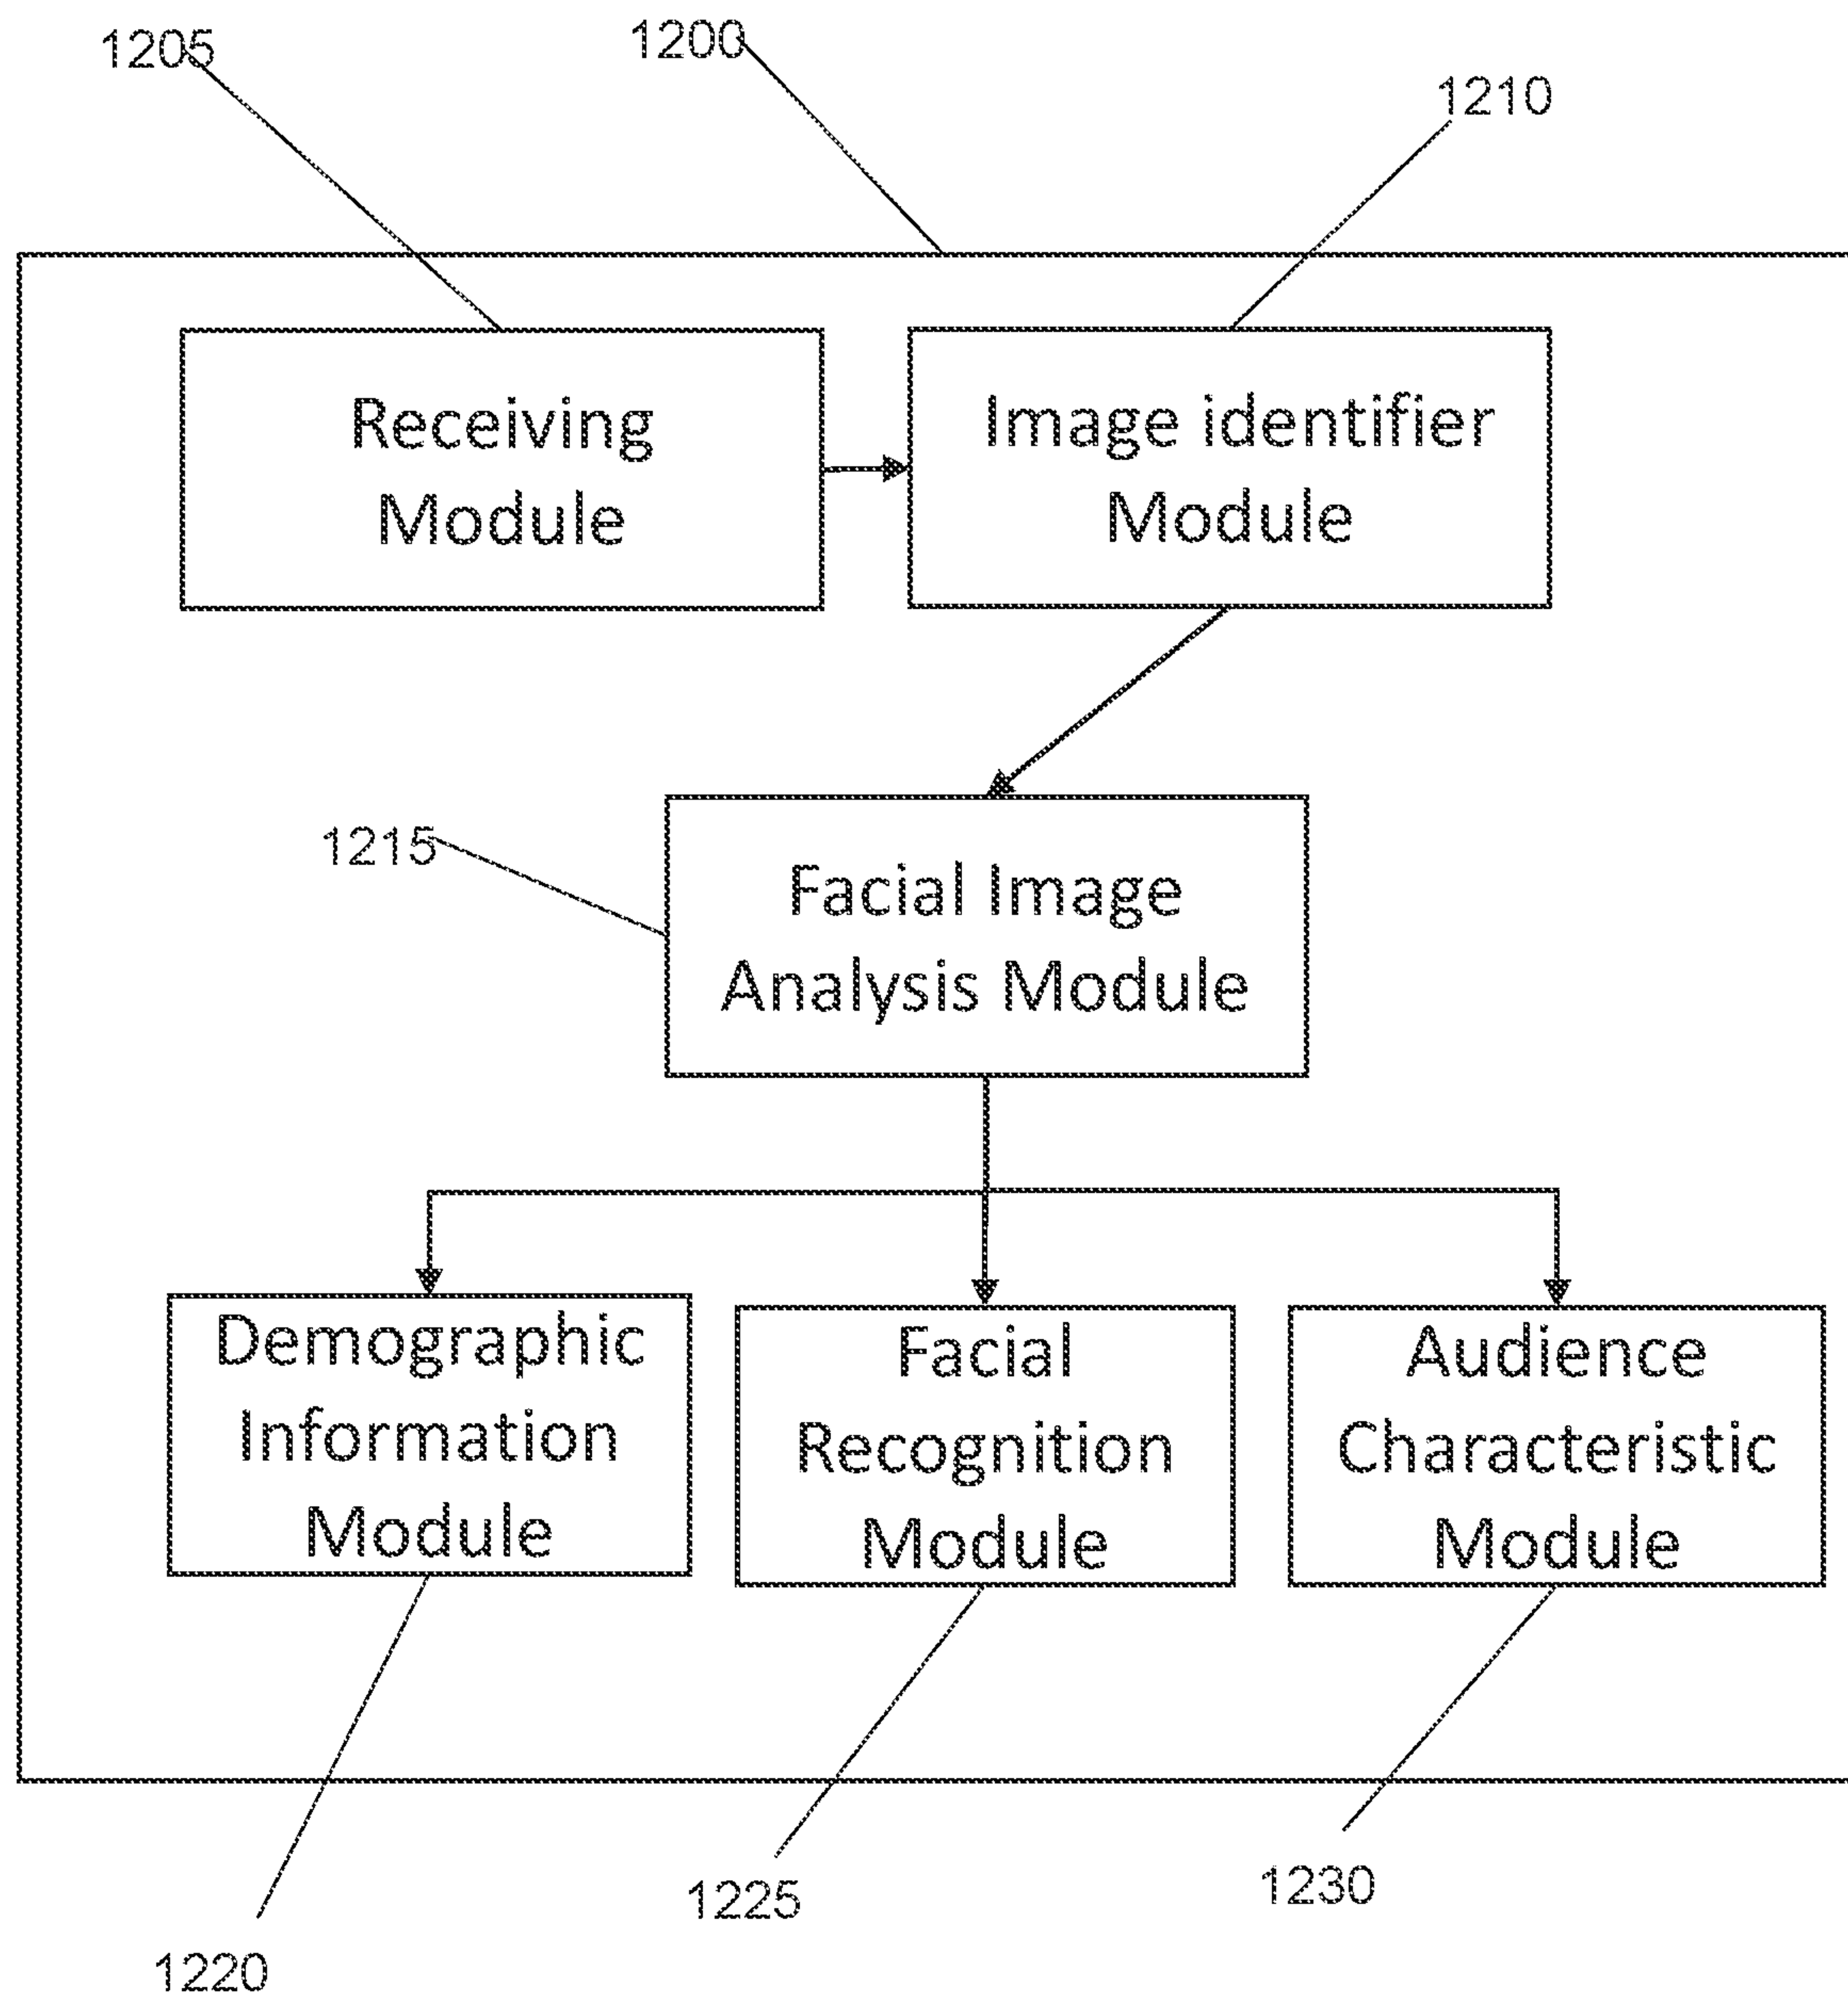 1205
1200
1210
Receiving
Module
Image identifier
Module
1215
Facial Image
Analysis Module
Demographic
Information
Module
Facial
Recognition
Module
Audience
Characteristic
Module
1220
1225
1230